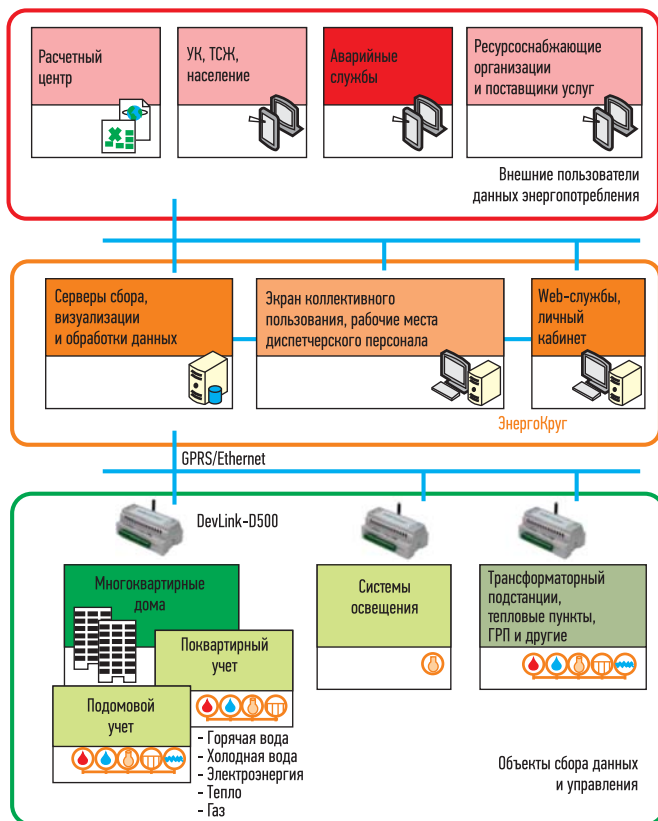 Расчетный
центр
УК, ТСЖ,
население
Аварийные
службы
Ресурсоснабжающие
организации
и поставщики услуг
Внешние пользователи
данных энергопотребления
Серверы сбора,
визуализации
и обработки данных
Экран коллективного
пользования, рабочие места
диспетчерского персонала
Web-службы,
личный
кабинет
ЭнергоКруг
GPRS/Ethernet
DevLink-D500
Многоквартирные
дома
Поквартирный
учет
Подомовой
учет
- Горячая вода
- Холодная вода
- Электроэнергия
- Тепло
- Газ
Системы
освещения
Трансформаторный
подстанции,
тепловые пункты,
ГРП и другие
Объекты сбора данных
и управления